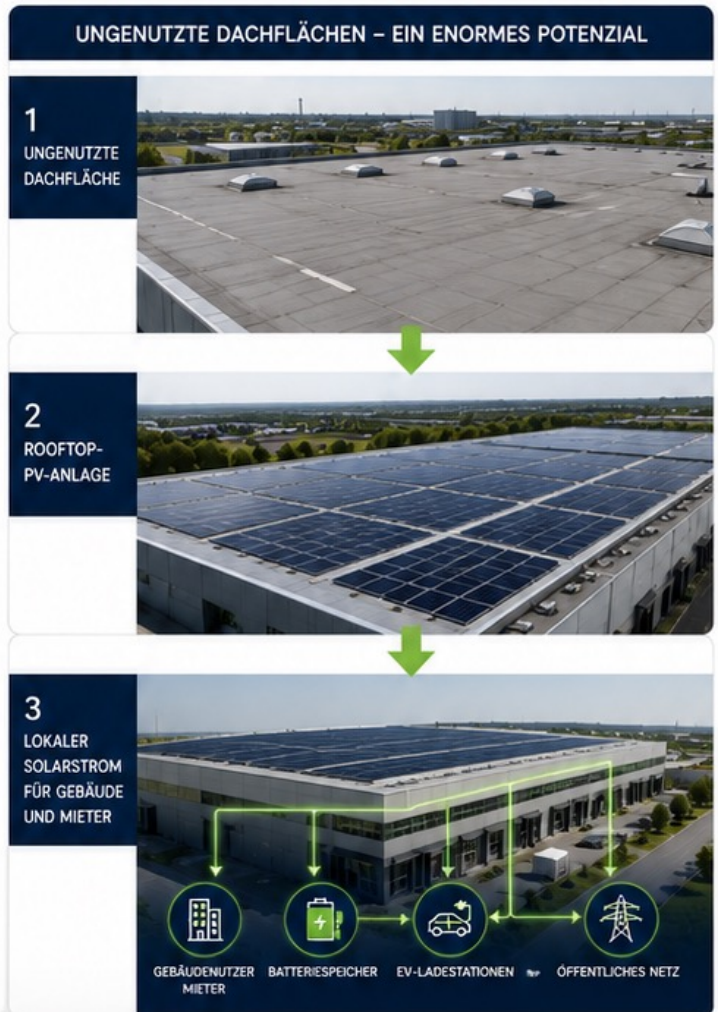 UNGENUTZTE DACHFLÄCHEN – EIN ENORMES POTENZIAL
1
UNGENUTZTE
DACHFLÄCHE
2
ROOFTOP-
PV-ANLAGE
3
LOKALER
SOLARSTROM
FÜR GEBÄUDE
UND MIETER
GEBÄUDENUTZER
MIETER
BATTERIESPEICHER
EV-LADESTATIONEN
ÖFFENTLICHES NETZ